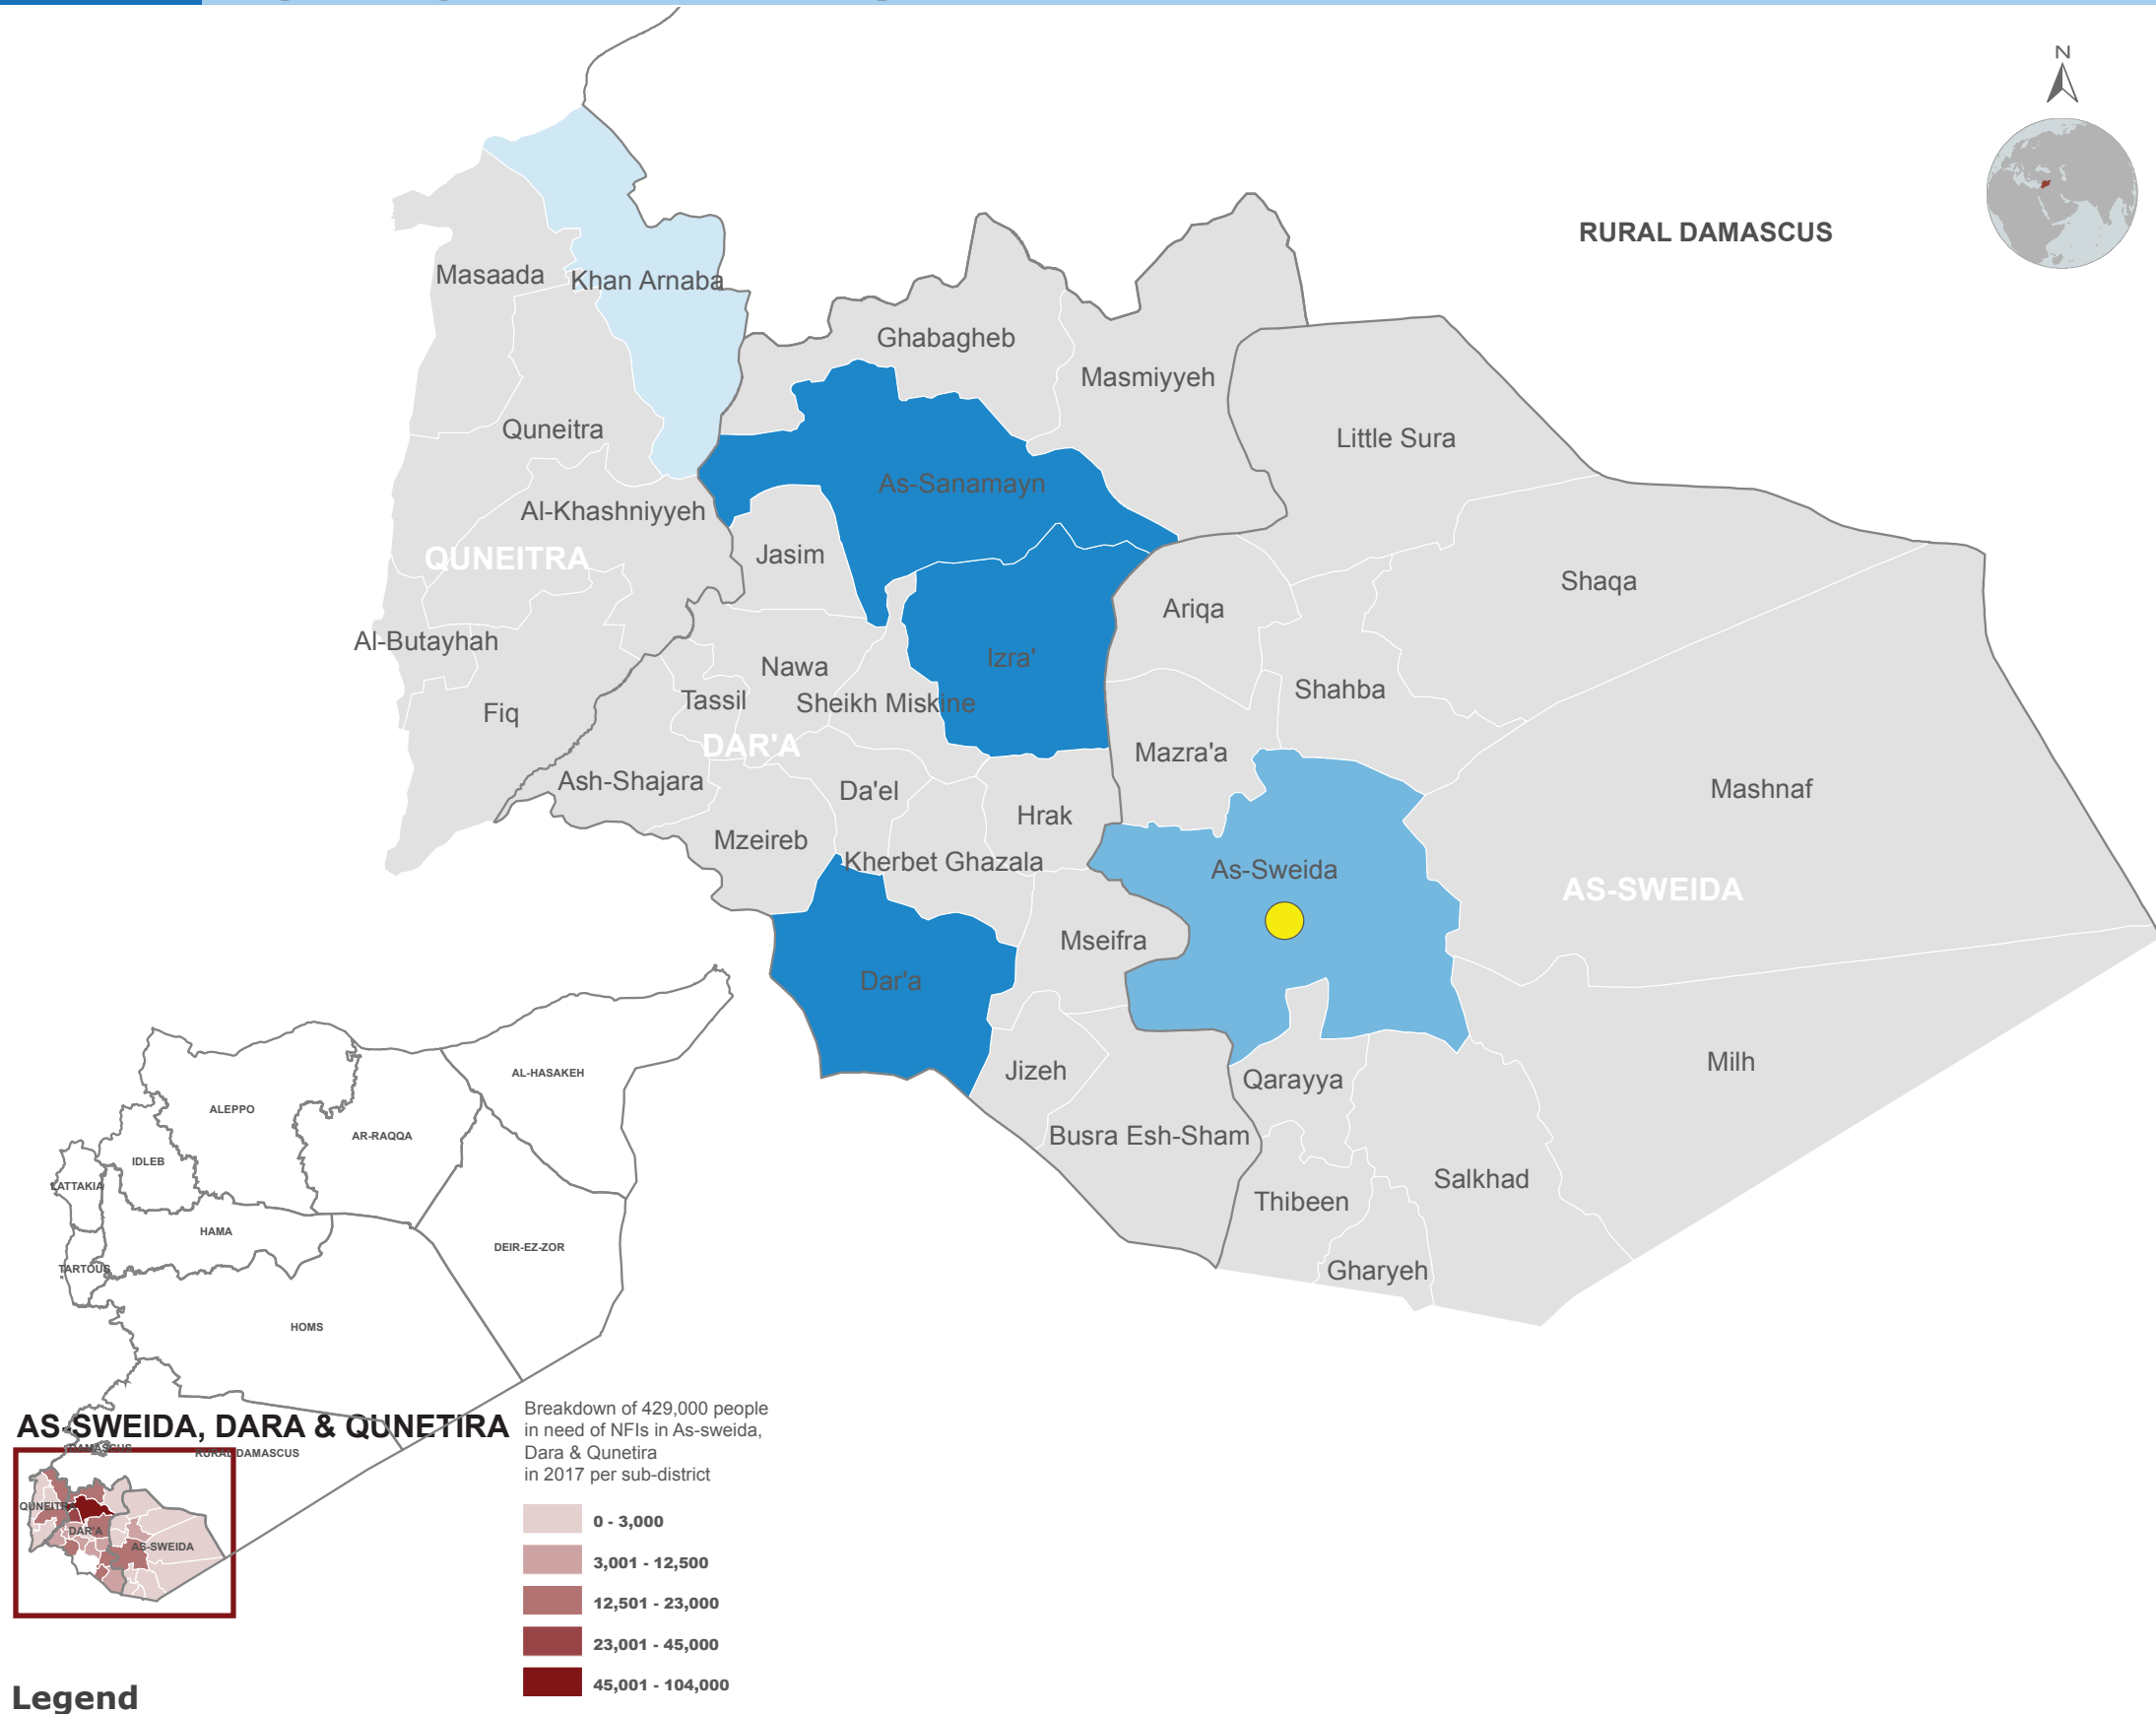 N
RURAL DAMASCUS
Masaada
Khan Arnaba
Ghabagheb
Masmiyyeh
Quneitra
Little Sura
As-Sanamayn
Al-Khashniyyeh
QUNEITRA
Jasim
Shaqa
Ariqa
Al-Butayhah
Nawa
Izra'
Shahba
Tassil
Sheikh Miskine
Fiq
DAR'A
Mazra'a
Ash-Shajara
Da'el
Mashnaf
Hrak
Mzeireb
Kherbet Ghazala
As-Sweida
AS-SWEIDA
Mseifra
Dar'a
Milh
Jizeh
Qarayya
Busra Esh-Sham
Salkhad
Thibeen
Gharyeh
AL-HASAKEH
ALEPPO
AR-RAQQA
IDLEB
LATTAKIA
HAMA
DEIR-EZ-ZOR
TARTOUS
HOMS
AS-SWEIDA, DARA & QUNETIRA
DAMASCUS
RURAL DAMASCUS
QUNEITRA
DAR'A
AS-SWEIDA
Breakdown of 429,000 people
in need of NFIs in As-sweida,
Dara & Qunetira
in 2017 per sub-district
0 - 3,000
3,001 - 12,500
12,501 - 23,000
23,001 - 45,000
45,001 - 104,000
Legend